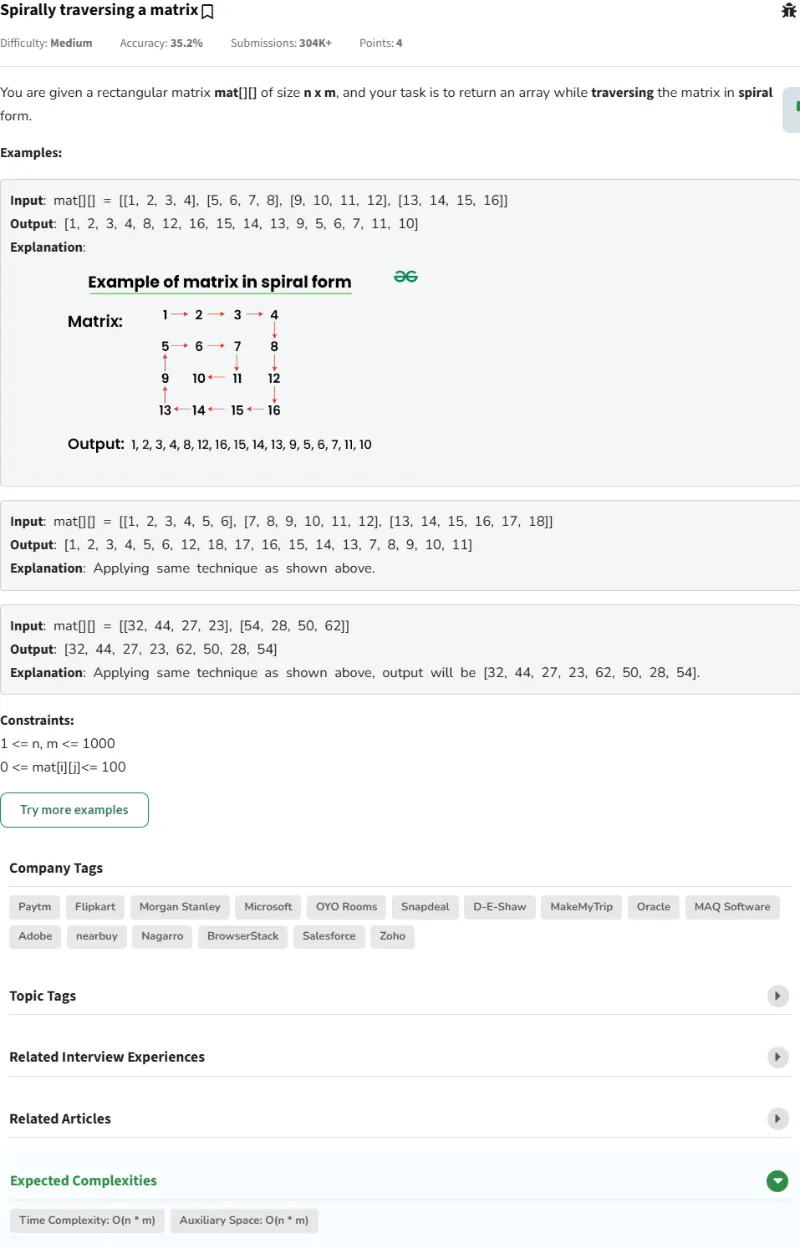 Spirally traversing a matrix
Difficulty: Medium Accuracy: 35.2% Submissions: 304K+ Points: 4
You are given a rectangular matrix mat[][] of size n x m, and your task is to return an array while traversing the matrix in spiral
form.
Examples:
Input: mat[][] = [[1, 2, 3, 4], [5, 6, 7, 8], [9, 10, 11, 12], [13, 14, 15, 16]]
Output: [1, 2, 3, 4, 8, 12, 16, 15, 14, 13, 9, 5, 6, 7, 11, 10]
Explanation:
Example of matrix in spiral form
Matrix:
1 2 3 4
5 6 7 8
9 10 11 12
13 14 15 16
Output: 1, 2, 3, 4, 8, 12, 16, 15, 14, 13, 9, 5, 6, 7, 11, 10
Input: mat[][] = [[1, 2, 3, 4, 5, 6], [7, 8, 9, 10, 11, 12], [13, 14, 15, 16, 17, 18]]
Output: [1, 2, 3, 4, 5, 6, 12, 18, 17, 16, 15, 14, 13, 7, 8, 9, 10, 11]
Explanation: Applying same technique as shown above.
Input: mat[][] = [[32, 44, 27, 23], [54, 28, 50, 62]]
Output: [32, 44, 27, 23, 62, 50, 28, 54]
Explanation: Applying same technique as shown above, output will be [32, 44, 27, 23, 62, 50, 28, 54].
Constraints:
1 <= n, m <= 1000
0 <= mat[i][j]<= 100
Try more examples
Company Tags
Paytm Flipkart Morgan Stanley Microsoft OYO Rooms Snapdeal D-E-Shaw MakeMyTrip Oracle MAQ Software
Adobe nearbuy Nagarro BrowserStack Salesforce Zoho
Topic Tags
Related Interview Experiences
Related Articles
Expected Complexities
Time Complexity: O(n * m) Auxiliary Space: O(n * m)